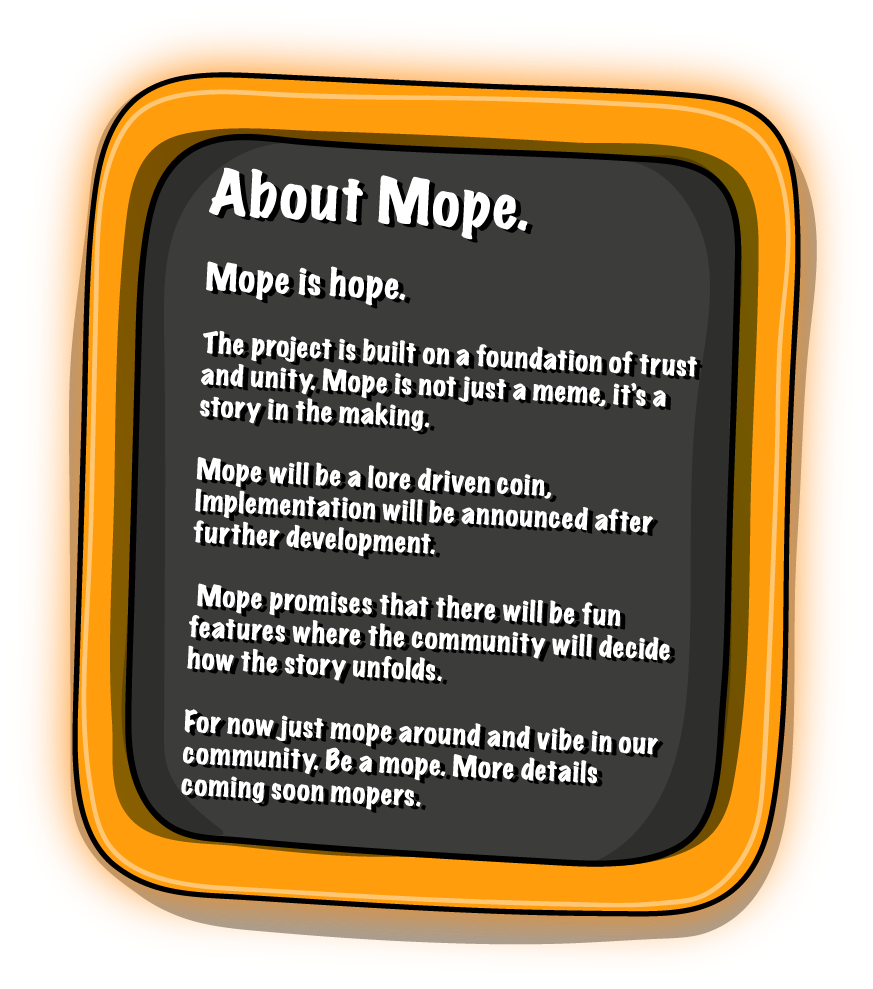 About Mope.
Mope is hope.
The project is built on a foundation of trust
and unity. Mope is not just a meme, it's a
story in the making.
Mope will be a lore driven coin,
Implementation will be announced after
further development.
Mope promises that there will be fun
features where the community will decide
how the story unfolds.
For now just mope around and vibe in our
community. Be a mope. More details
coming soon mopers.